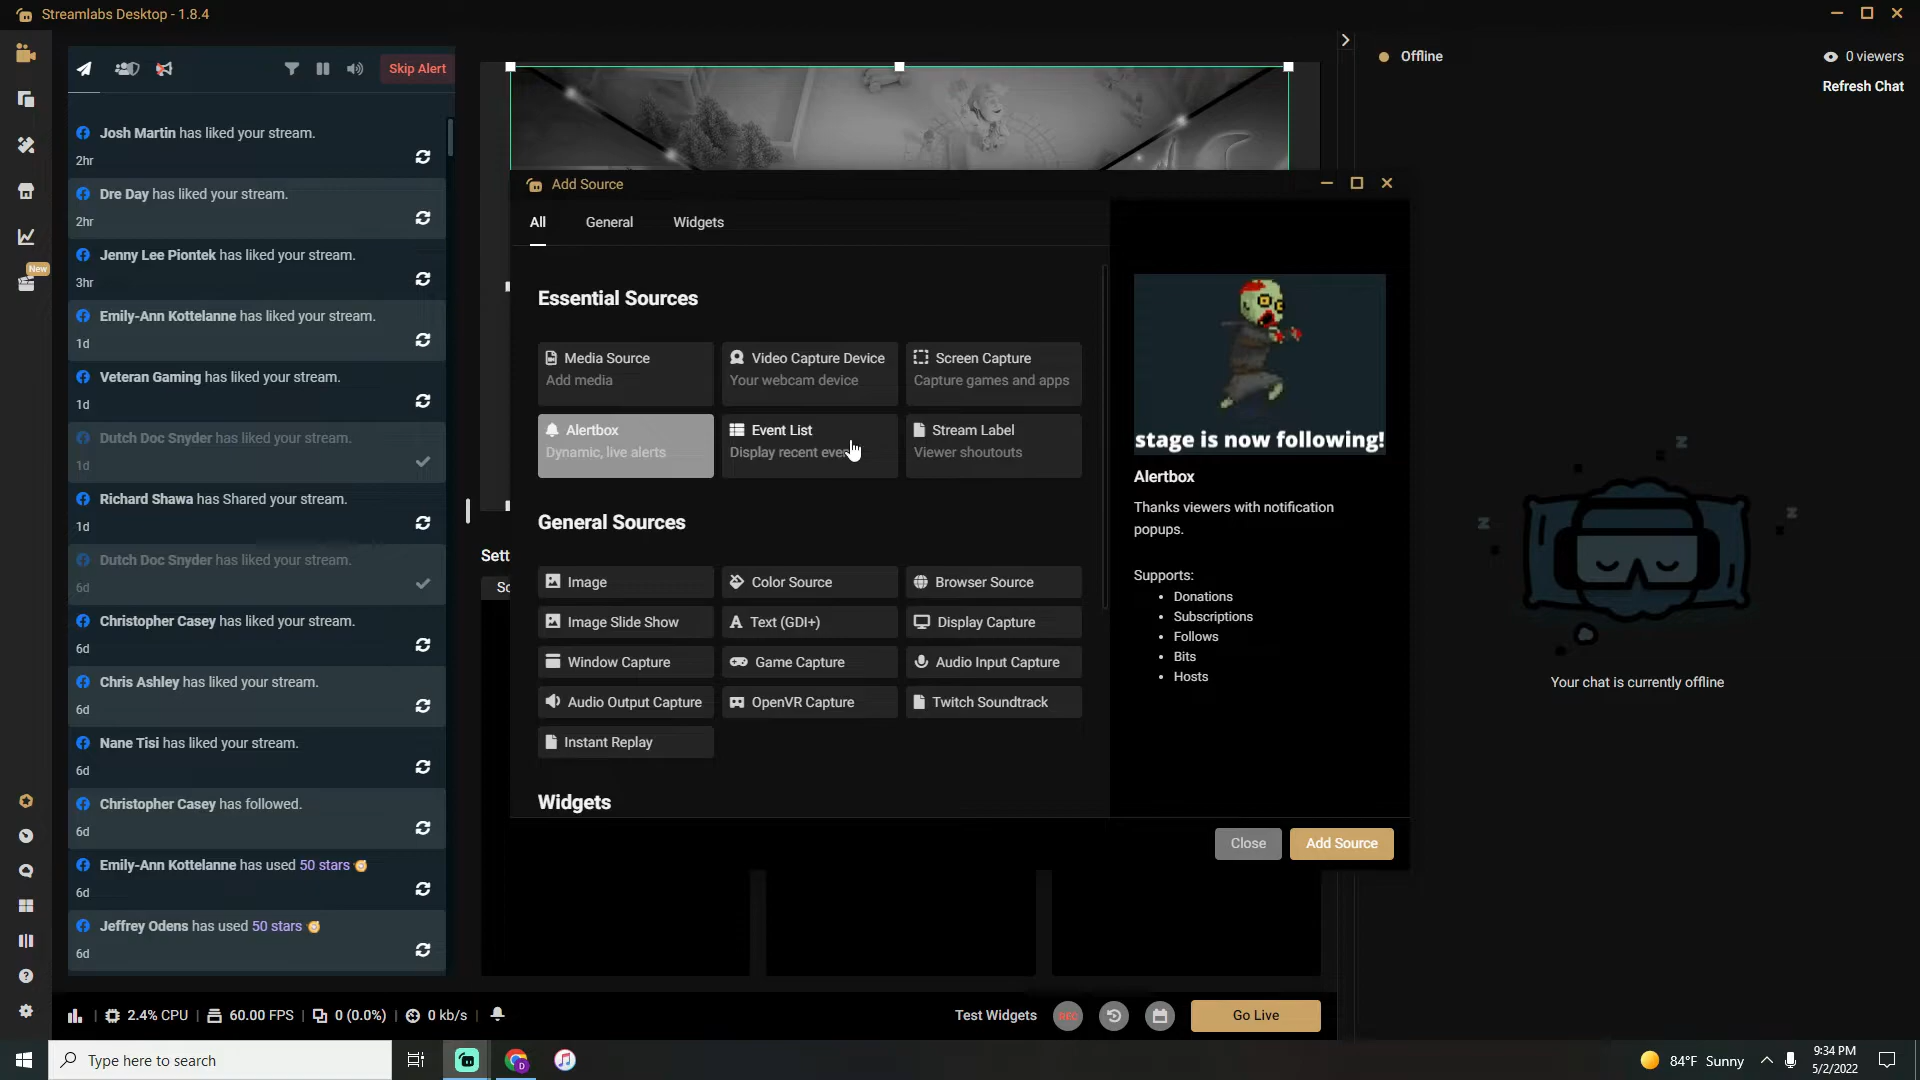 Streamlabs Desktop - 1.8.4
Skip Alert
Josh Martin has liked your stream.
2hr
Dre Day has liked your stream.
2hr
Jenny Lee Piontek has liked your stream.
3hr
New
Emily-Ann Kottelanne has liked your stream.
1d
Veteran Gaming has liked your stream.
1d
Dutch Doc Snyder has liked your stream.
1d
Richard Shawa has Shared your stream.
1d
Dutch Doc Snyder has liked your stream.
6d
Christopher Casey has liked your stream.
6d
Chris Ashley has liked your stream.
6d
Nane Tisi has liked your stream.
6d
Christopher Casey has followed.
6d
Emily-Ann Kottelanne has used 50 stars
6d
Jeffrey Odens has used 50 stars
6d
Sett
Sc
Add Source
All General Widgets
Essential Sources
Media Source
Add media
Video Capture Device
Your webcam device
Screen Capture
Capture games and apps
Alertbox
Dynamic, live alerts
Event List
Display recent eve
Stream Label
Viewer shoutouts
General Sources
Image
Color Source
Browser Source
Image Slide Show
Text (GDI+)
Display Capture
Window Capture
Game Capture
Audio Input Capture
Audio Output Capture
OpenVR Capture
Twitch Soundtrack
Instant Replay
Widgets
stage is now following!
Alertbox
Thanks viewers with notification
popups.
Supports:
• Donations
• Subscriptions
• Follows
• Bits
• Hosts
Close
Add Source
Offline
0 viewers
Refresh Chat
z
z
z
Your chat is currently offline
2.4% CPU
60.00 FPS
0 (0.0%)
0 kb/s
Test Widgets
REC
Go Live
Type here to search
D
84°F Sunny
9:34 PM
5/2/2022